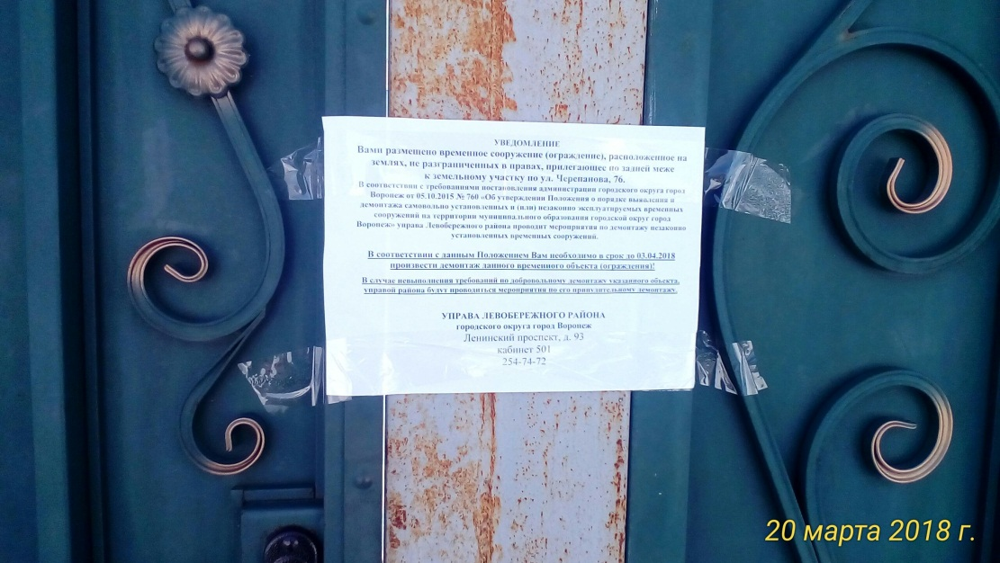 УВЕДОМЛЕНИЕ
Вами размещено временное сооружение (ограждение), расположенное на
землях, не разграниченных в правах, прилегающее по задней меже
к земельному участку по ул. Черепанова, 76.
В соответствии с требованиями постановления администрации городского округа город
Воронеж от 05.10.2015 № 760 «Об утверждении Положения о порядке выявления и
демонтажа самовольно установленных и (или) незаконно эксплуатируемых временных
сооружений на территории муниципального образования городской округ город
Воронеж» управа Левобережного района проводит мероприятия по демонтажу незаконно
установленных временных сооружений.
В соответствии с данным Положением Вам необходимо в срок до 03.04.2018
произвести демонтаж данного временного объекта (ограждения)!
В случае невыполнения требований по добровольному демонтажу указанного объекта,
управой района будут проводиться мероприятия по его принудительному демонтажу.
УПРАВА ЛЕВОБЕРЕЖНОГО РАЙОНА
городского округа город Воронеж
Ленинский проспект, д. 93
кабинет 501
254-74-72
20 марта 2018 г.